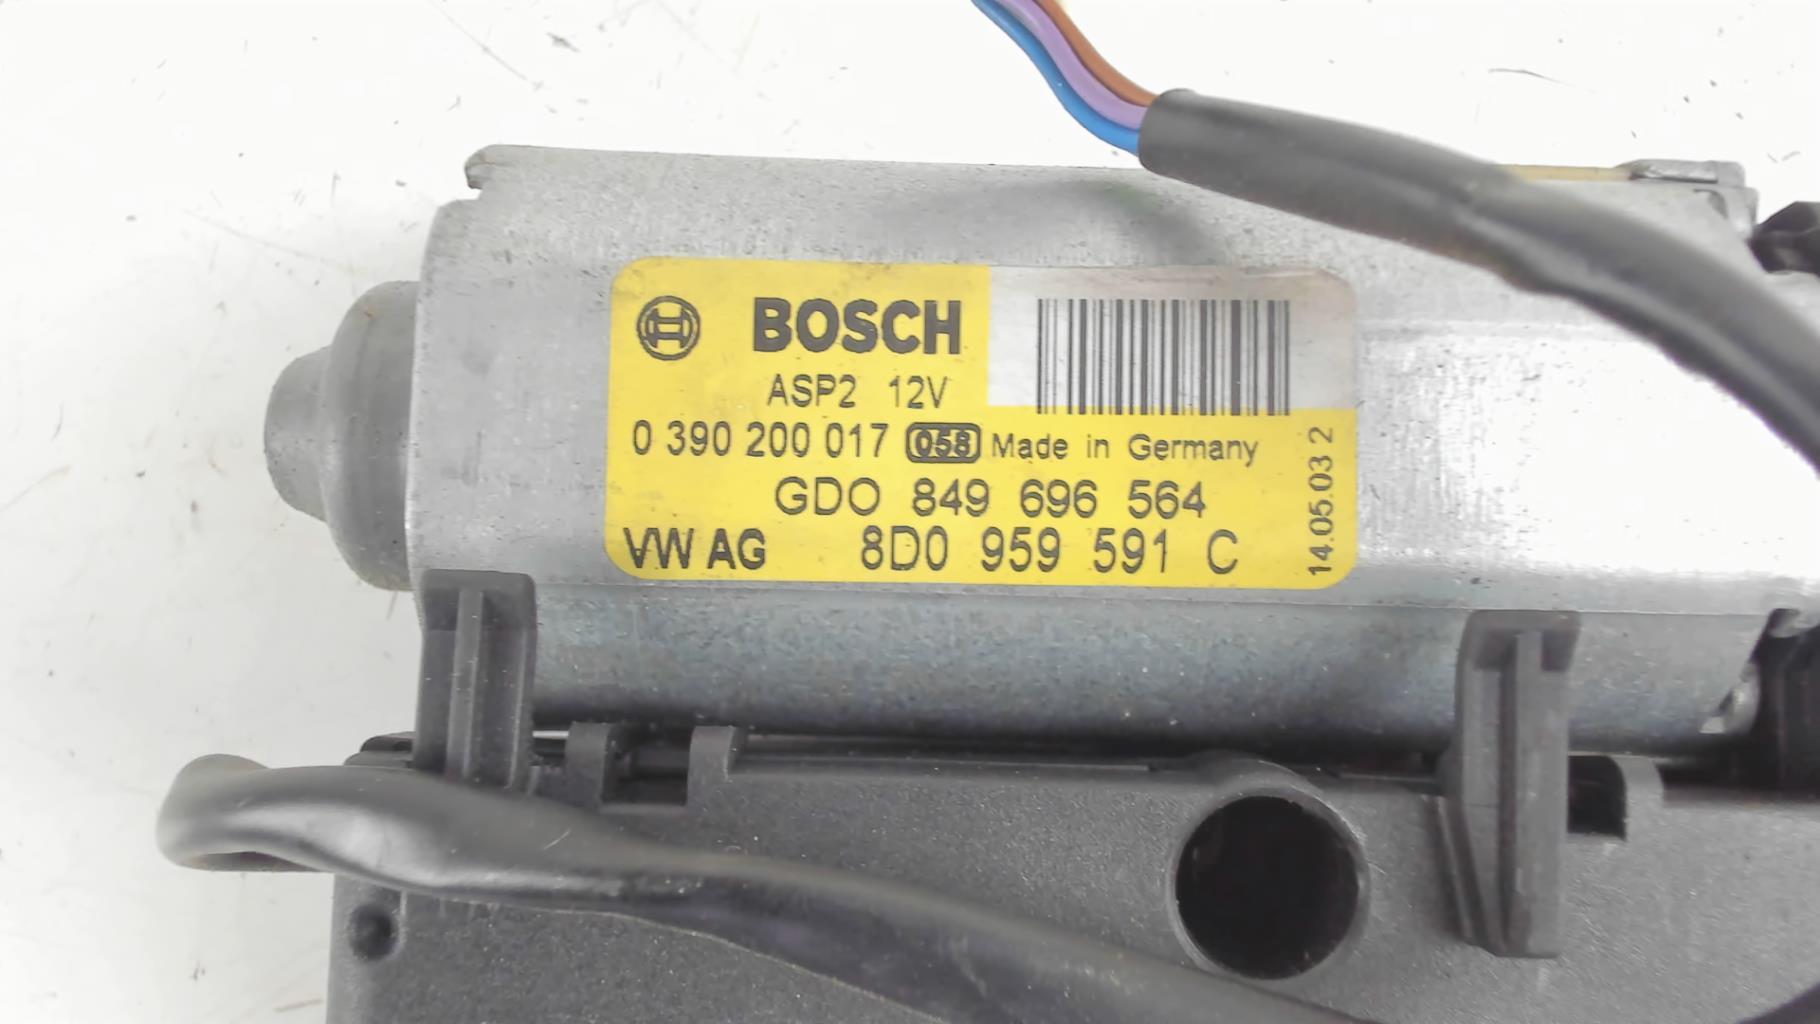 BOSCH
ASP2 12V
0 390 200 017 058 Made in Germany
GDO 849 696 564
VW AG 8D0 959 591 C
14.05.03 2